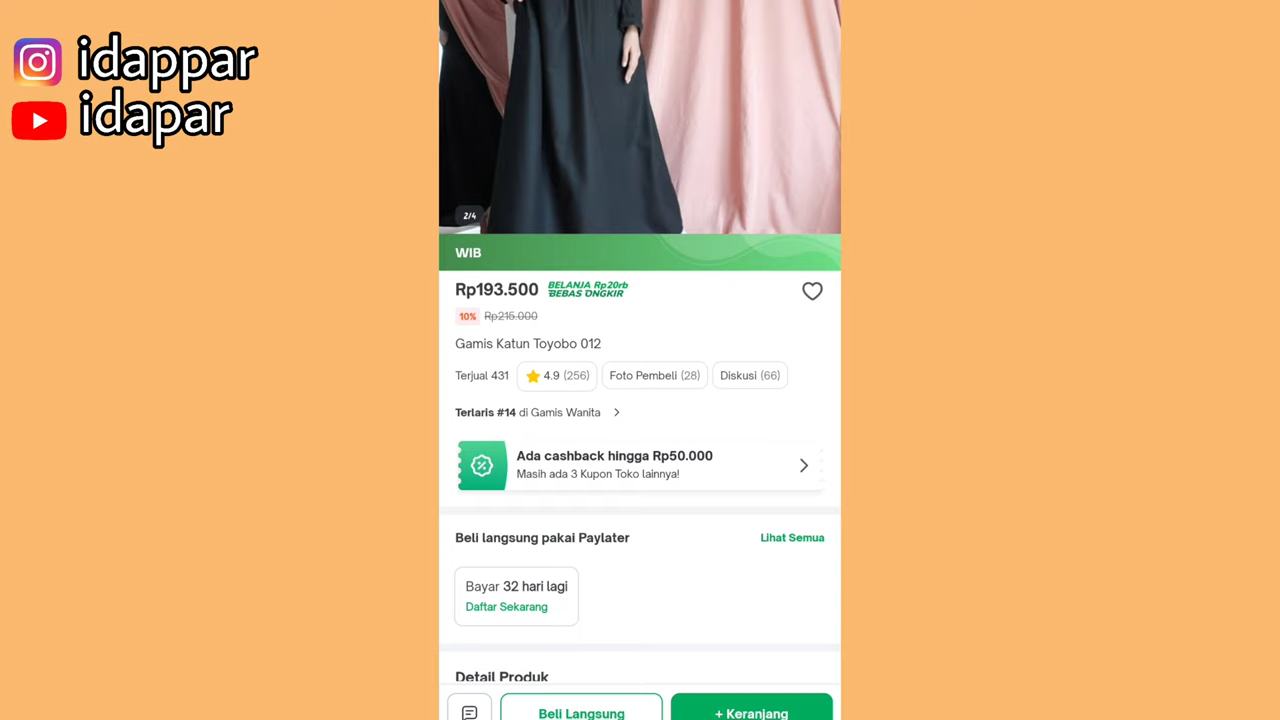 idappar
idapar
2/4
WIB
Rp193.500 BELANJA Rp20rb
BEBAS ONGKIR
10% Rp215.000
Gamis Katun Toyobo 012
Terjual 431 4.9 (256) Foto Pembeli (28) Diskusi (66)
Terlaris #14 di Gamis Wanita
Ada cashback hingga Rp50.000
Masih ada 3 Kupon Toko lainnya!
Beli langsung pakai Paylater Lihat Semua
Bayar 32 hari lagi
Daftar Sekarang
Detail Produk
Beli Langsung + Keranjang